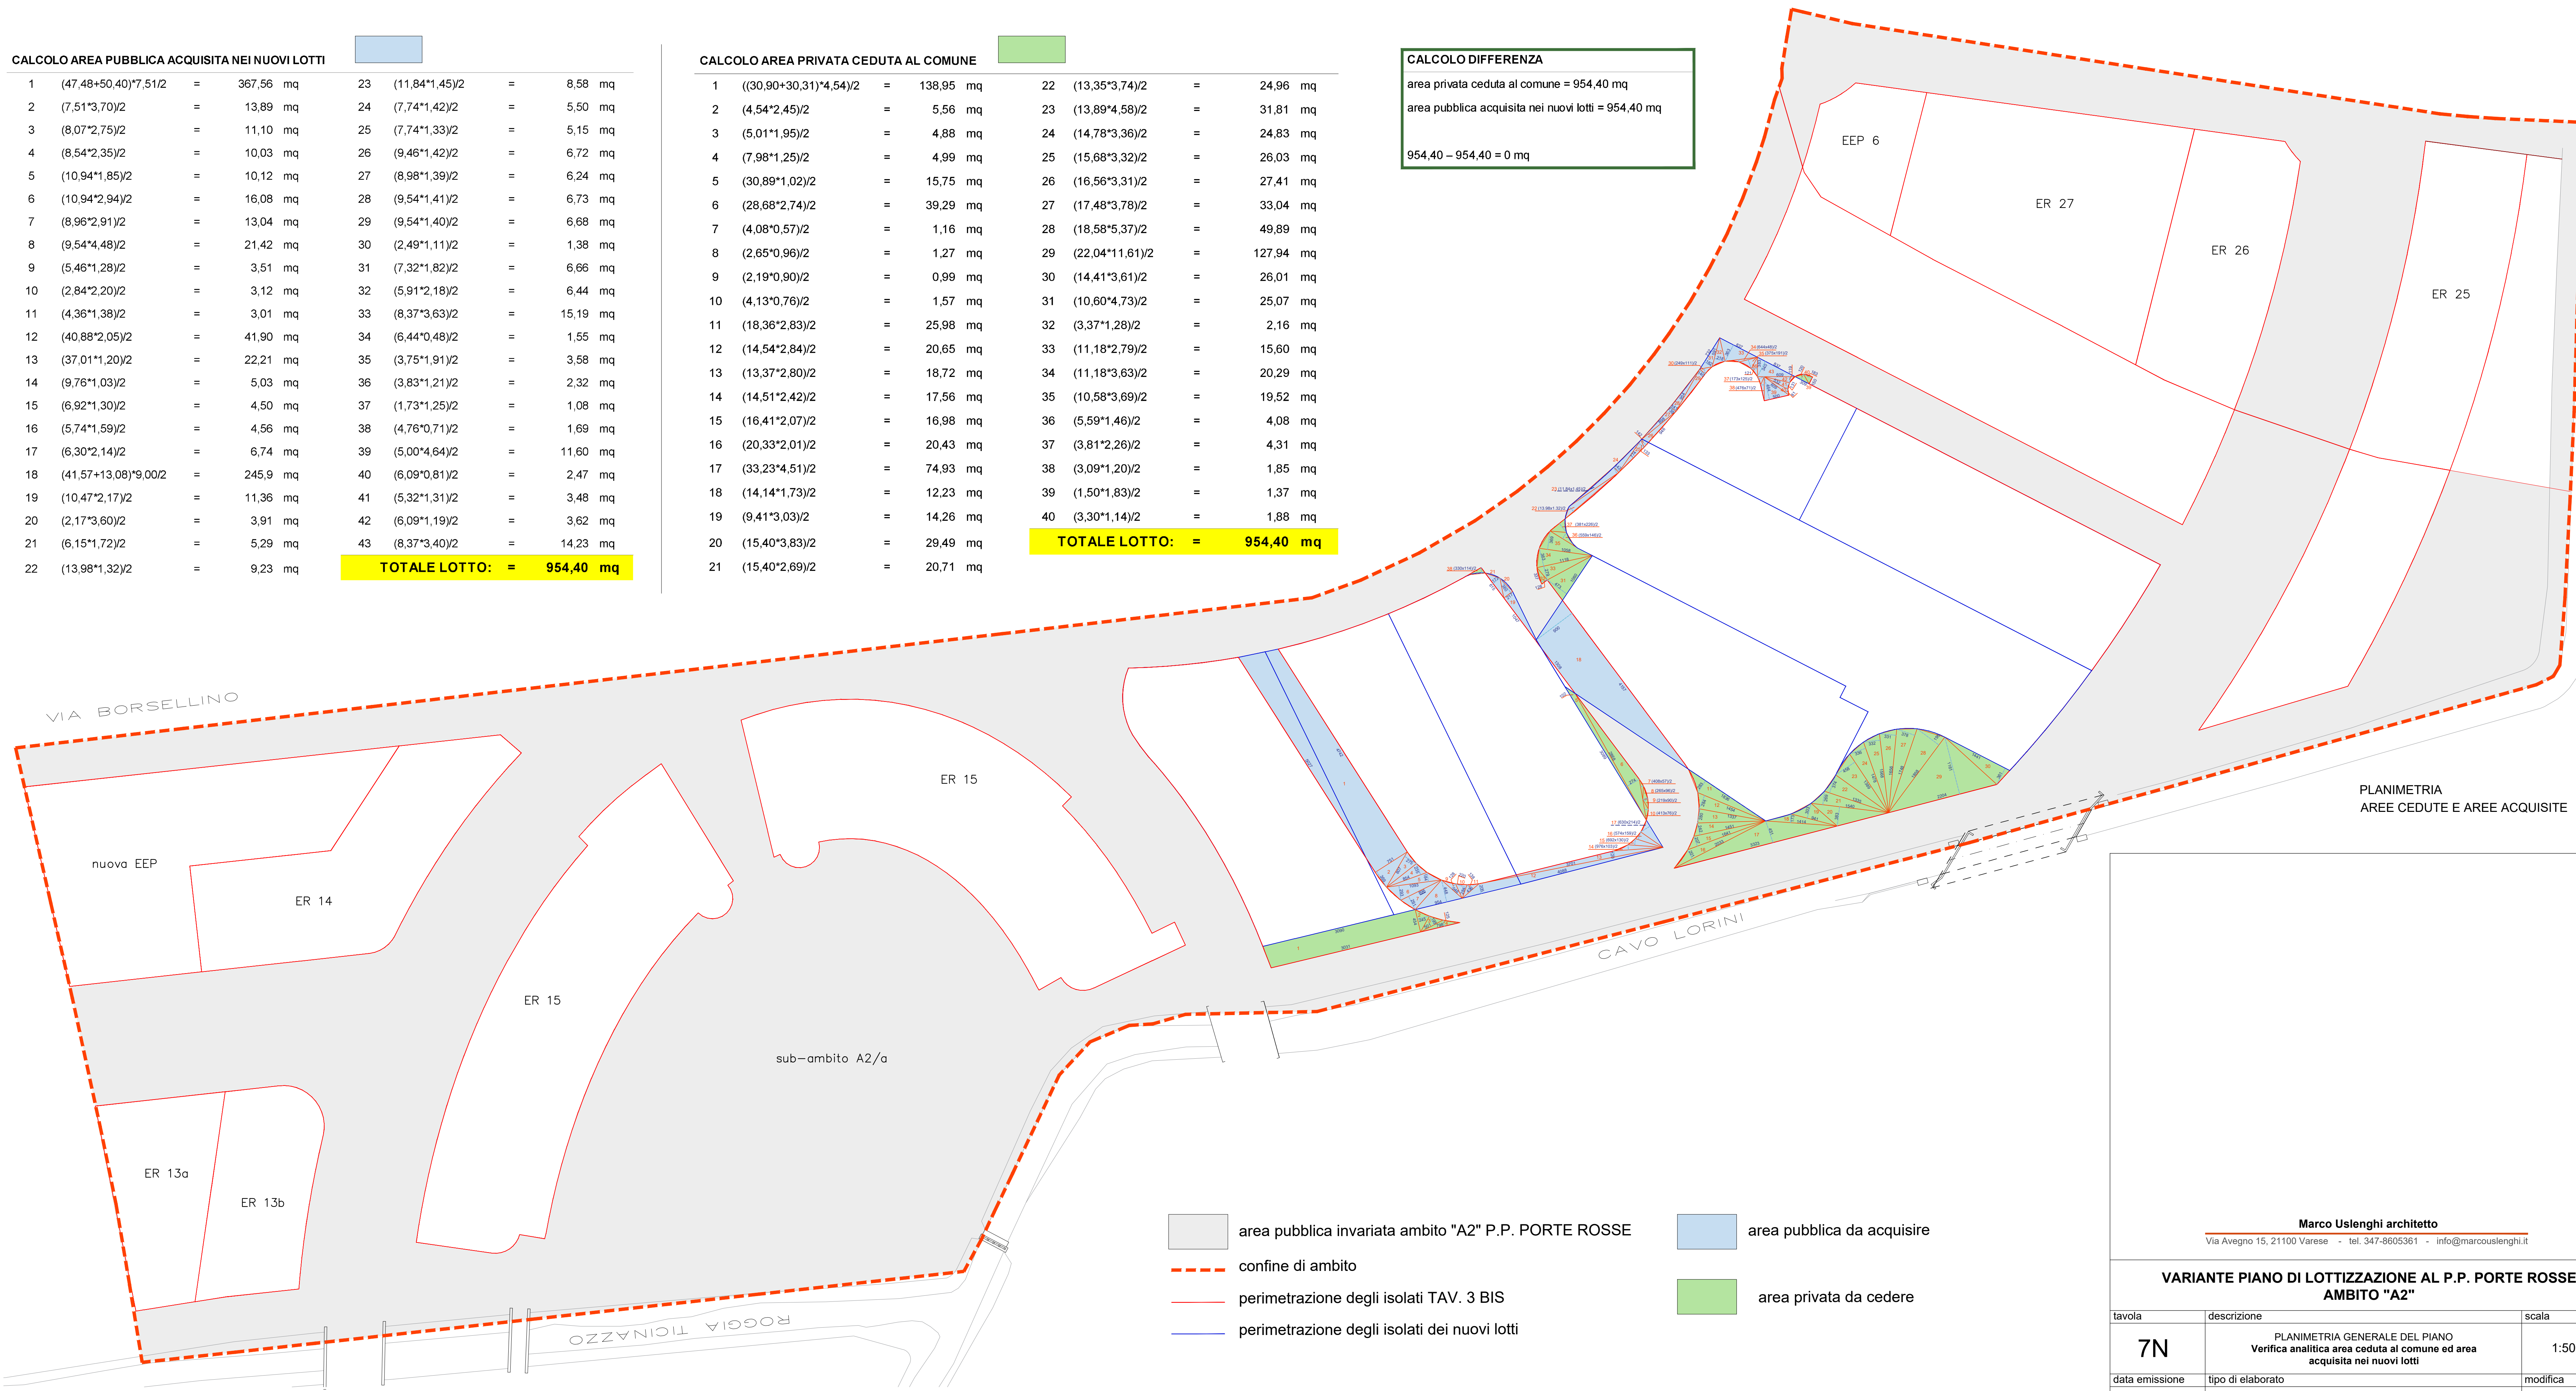 CALCOLO AREA PUBBLICA ACQUISITA NEI NUOVI LOTTI
1 (47,48+50,40)*7,51/2 = 367,56 mq
2 (7,51*3,70)/2 = 13,89 mq
3 (8,07*2,75)/2 = 11,10 mq
4 (8,54*2,35)/2 = 10,03 mq
5 (10,94*1,85)/2 = 10,12 mq
6 (10,94*2,94)/2 = 16,08 mq
7 (8,96*2,91)/2 = 13,04 mq
8 (9,54*4,48)/2 = 21,42 mq
9 (5,46*1,28)/2 = 3,51 mq
10 (2,84*2,20)/2 = 3,12 mq
11 (4,36*1,38)/2 = 3,01 mq
12 (40,88*2,05)/2 = 41,90 mq
13 (37,01*1,20)/2 = 22,21 mq
14 (9,76*1,03)/2 = 5,03 mq
15 (6,92*1,30)/2 = 4,50 mq
16 (5,74*1,59)/2 = 4,56 mq
17 (6,30*2,14)/2 = 6,74 mq
18 (41,57+13,08)*9,00/2 = 245,9 mq
19 (10,47*2,17)/2 = 11,36 mq
20 (2,17*3,60)/2 = 3,91 mq
21 (6,15*1,72)/2 = 5,29 mq
22 (13,98*1,32)/2 = 9,23 mq
23 (11,84*1,45)/2 = 8,58 mq
24 (7,74*1,42)/2 = 5,50 mq
25 (7,74*1,33)/2 = 5,15 mq
26 (9,46*1,42)/2 = 6,72 mq
27 (8,98*1,39)/2 = 6,24 mq
28 (9,54*1,41)/2 = 6,73 mq
29 (9,54*1,40)/2 = 6,68 mq
30 (2,49*1,11)/2 = 1,38 mq
31 (7,32*1,82)/2 = 6,66 mq
32 (5,91*2,18)/2 = 6,44 mq
33 (8,37*3,63)/2 = 15,19 mq
34 (6,44*0,48)/2 = 1,55 mq
35 (3,75*1,91)/2 = 3,58 mq
36 (3,83*1,21)/2 = 2,32 mq
37 (1,73*1,25)/2 = 1,08 mq
38 (4,76*0,71)/2 = 1,69 mq
39 (5,00*4,64)/2 = 11,60 mq
40 (6,09*0,81)/2 = 2,47 mq
41 (5,32*1,31)/2 = 3,48 mq
42 (6,09*1,19)/2 = 3,62 mq
43 (8,37*3,40)/2 = 14,23 mq
TOTALE LOTTO: = 954,40 mq
CALCOLO AREA PRIVATA CEDUTA AL COMUNE
1 ((30,90+30,31)*4,54)/2 = 138,95 mq
2 (4,54*2,45)/2 = 5,56 mq
3 (5,01*1,95)/2 = 4,88 mq
4 (7,98*1,25)/2 = 4,99 mq
5 (30,89*1,02)/2 = 15,75 mq
6 (28,68*2,74)/2 = 39,29 mq
7 (4,08*0,57)/2 = 1,16 mq
8 (2,65*0,96)/2 = 1,27 mq
9 (2,19*0,90)/2 = 0,99 mq
10 (4,13*0,76)/2 = 1,57 mq
11 (18,36*2,83)/2 = 25,98 mq
12 (14,54*2,84)/2 = 20,65 mq
13 (13,37*2,80)/2 = 18,72 mq
14 (14,51*2,42)/2 = 17,56 mq
15 (16,41*2,07)/2 = 16,98 mq
16 (20,33*2,01)/2 = 20,43 mq
17 (33,23*4,51)/2 = 74,93 mq
18 (14,14*1,73)/2 = 12,23 mq
19 (9,41*3,03)/2 = 14,26 mq
20 (15,40*3,83)/2 = 29,49 mq
21 (15,40*2,69)/2 = 20,71 mq
22 (13,35*3,74)/2 = 24,96 mq
23 (13,89*4,58)/2 = 31,81 mq
24 (14,78*3,36)/2 = 24,83 mq
25 (15,68*3,32)/2 = 26,03 mq
26 (16,56*3,31)/2 = 27,41 mq
27 (17,48*3,78)/2 = 33,04 mq
28 (18,58*5,37)/2 = 49,89 mq
29 (22,04*11,61)/2 = 127,94 mq
30 (14,41*3,61)/2 = 26,01 mq
31 (10,60*4,73)/2 = 25,07 mq
32 (3,37*1,28)/2 = 2,16 mq
33 (11,18*2,79)/2 = 15,60 mq
34 (11,18*3,63)/2 = 20,29 mq
35 (10,58*3,69)/2 = 19,52 mq
36 (5,59*1,46)/2 = 4,08 mq
37 (3,81*2,26)/2 = 4,31 mq
38 (3,09*1,20)/2 = 1,85 mq
39 (1,50*1,83)/2 = 1,37 mq
40 (3,30*1,14)/2 = 1,88 mq
TOTALE LOTTO: = 954,40 mq
CALCOLO DIFFERENZA
area privata ceduta al comune = 954,40 mq
area pubblica acquisita nei nuovi lotti = 954,40 mq
954,40 – 954,40 = 0 mq
EEP 6
ER 27
ER 26
ER 25
VIA BORSELLINO
nuova EEP
ER 14
ER 15
ER 15
sub-ambito A2/a
ER 13a
ER 13b
CAVO LORINI
ROGGIA TICINAZZO
PLANIMETRIA
AREE CEDUTE E AREE ACQUISITE
area pubblica invariata ambito "A2" P.P. PORTE ROSSE
confine di ambito
perimetrazione degli isolati TAV. 3 BIS
perimetrazione degli isolati dei nuovi lotti
area pubblica da acquisire
area privata da cedere
Marco Uslenghi architetto
Via Avegno 15, 21100 Varese - tel. 347-8605361 - info@marcouslenghi.it
VARIANTE PIANO DI LOTTIZZAZIONE AL P.P. PORTE ROSSE
AMBITO "A2"
tavola descrizione scala
7N
PLANIMETRIA GENERALE DEL PIANO
Verifica analitica area ceduta al comune ed area
acquisita nei nuovi lotti
1:50
data emissione tipo di elaborato modifica